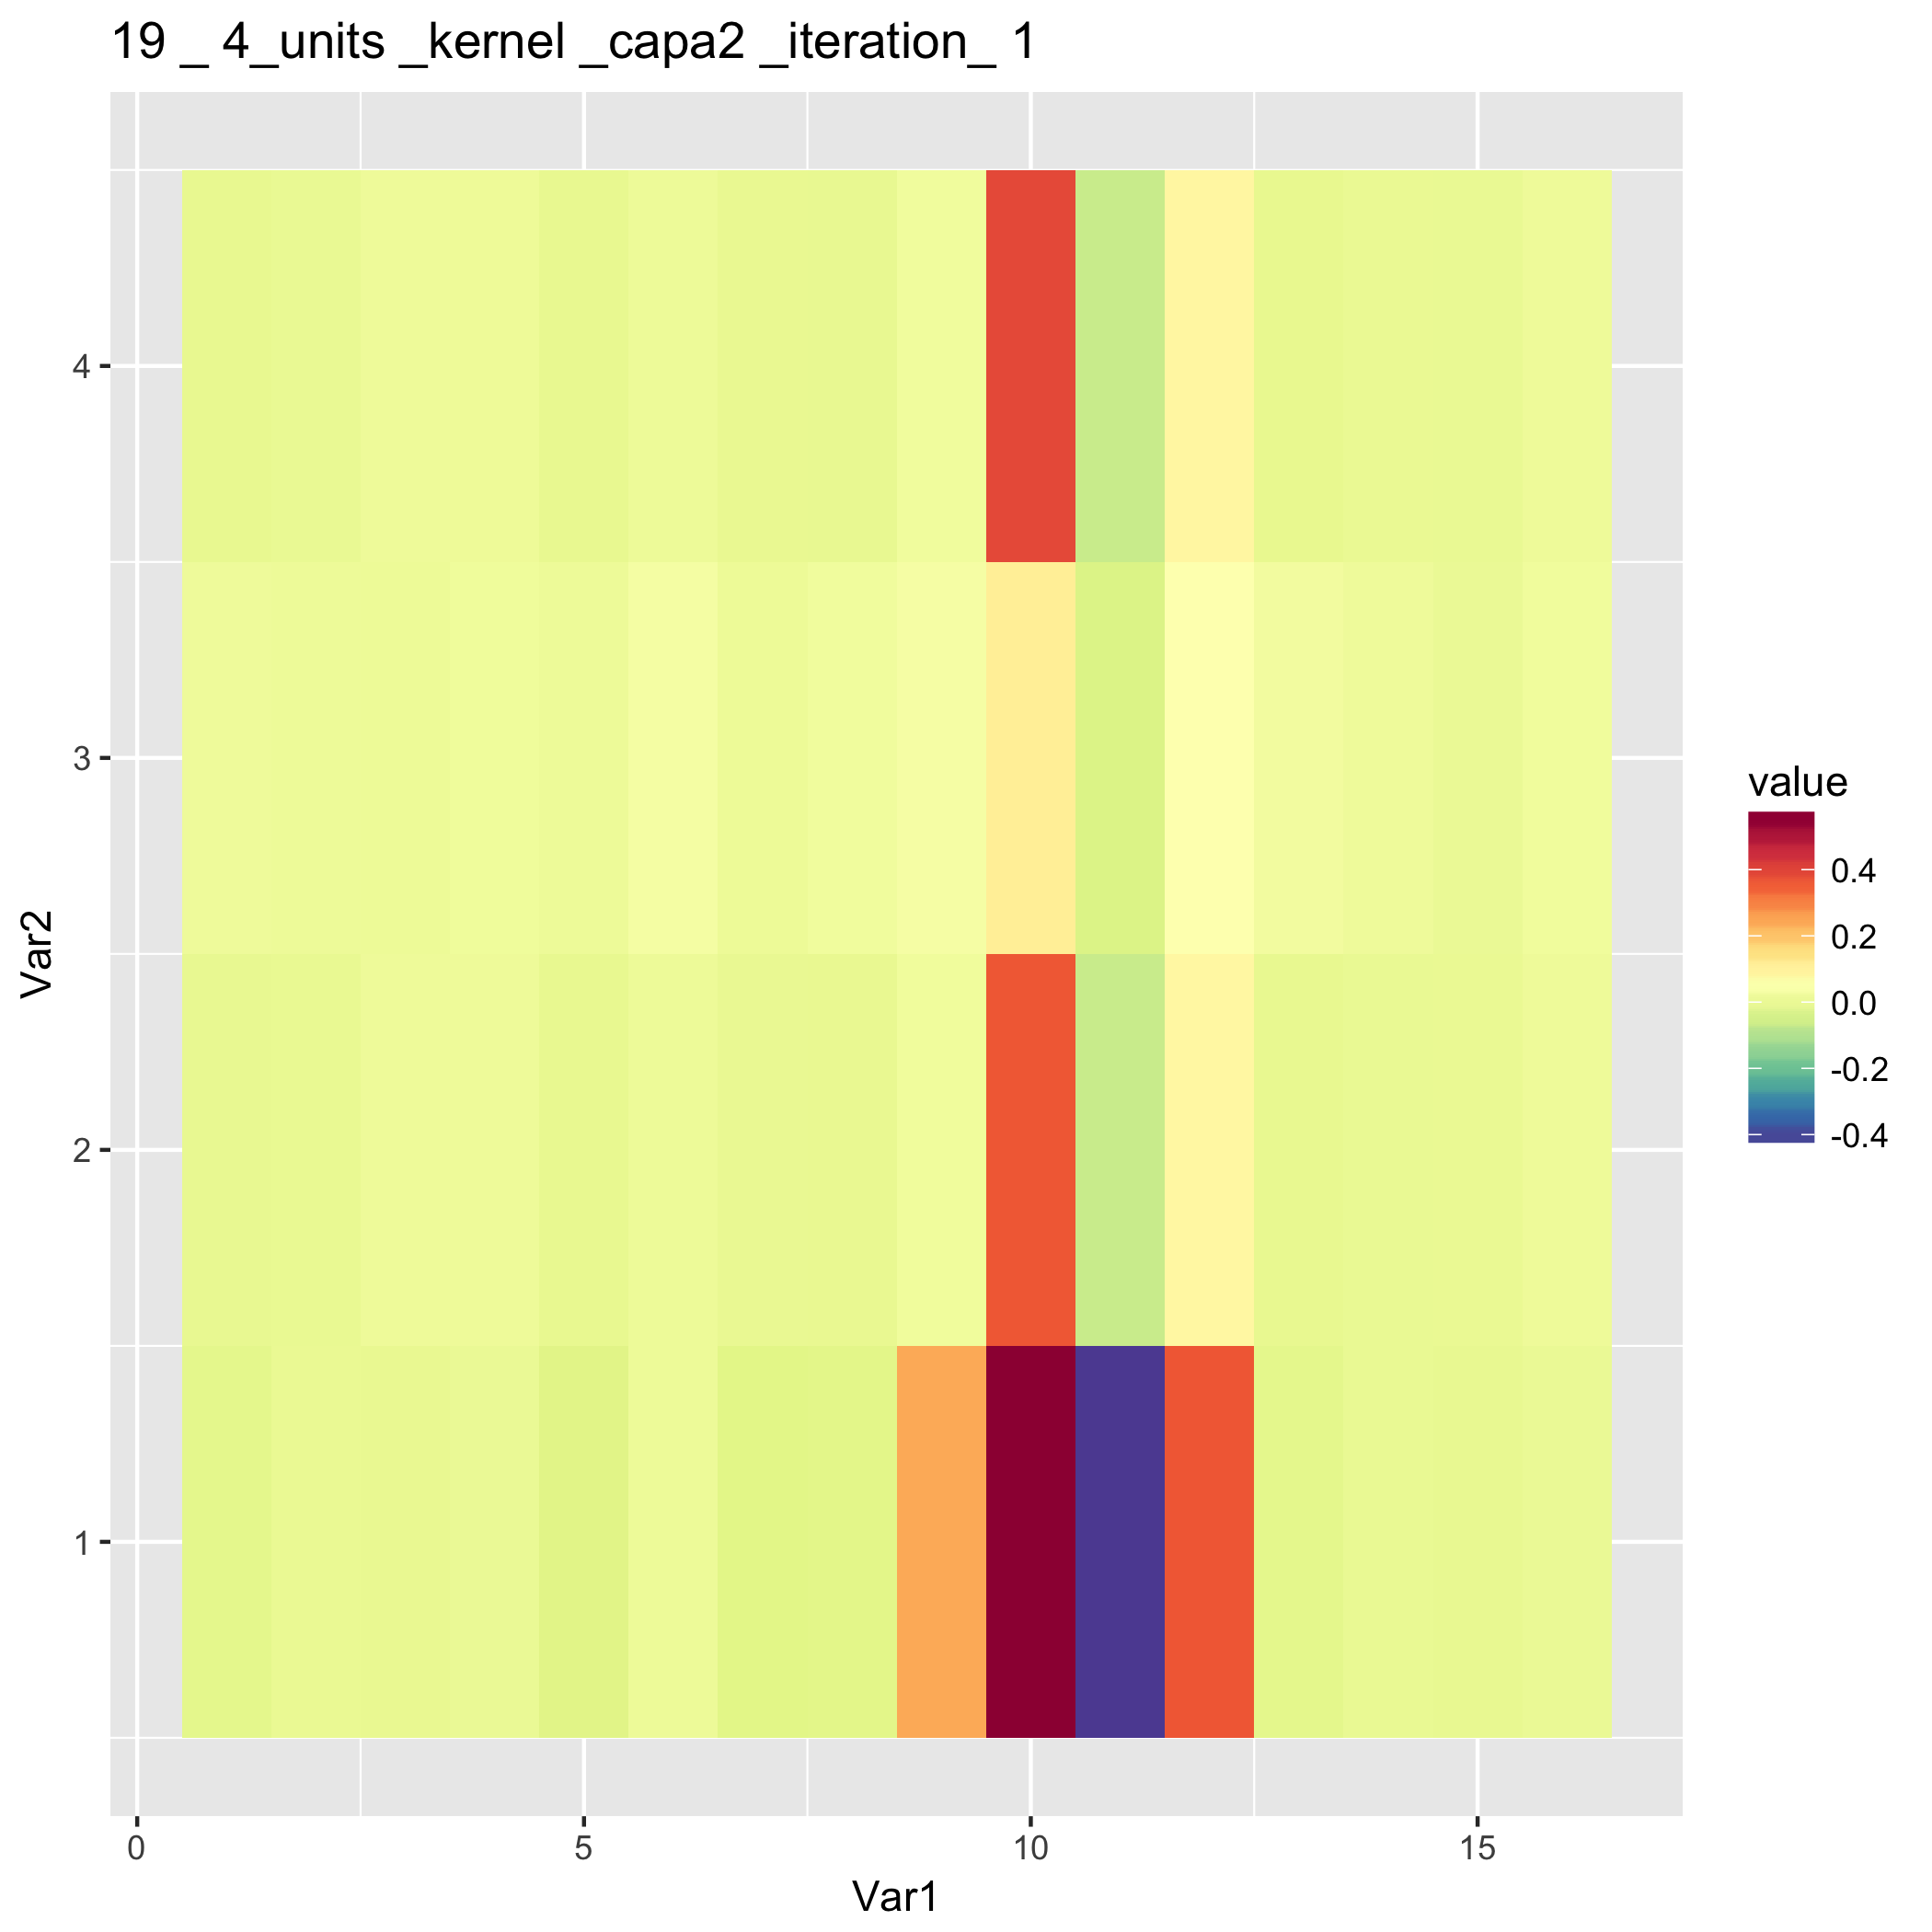 19 _ 4_units _kernel _capa2 _iteration_ 1
4
3
2
1
Var2
0 5 10 15
Var1
value
0.4
0.2
0.0
-0.2
-0.4